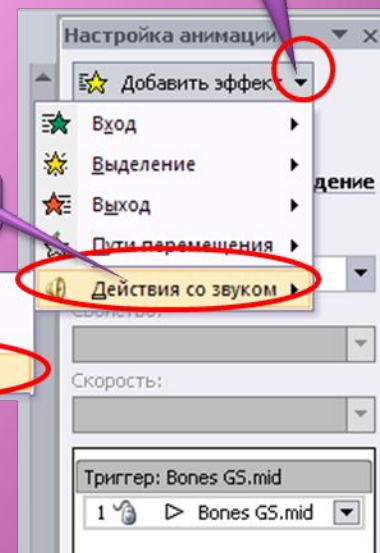 Настройка анимации
Добавить эффект
Вход
Выделение
дение
Выход
Пути перемещения
Действия со звуком
Свойство:
Скорость:
Триггер: Bones GS.mid
1 Bones GS.mid